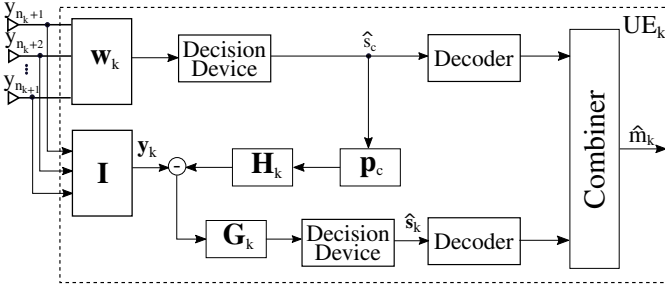 y_{n_k+1}
y_{n_k+2}
y_{n_{k+1}}
UE_k
w_k
Decision
Device
ŝ_c
Decoder
I
y_k
-
H_k
p_c
G_k
Decision
Device
ŝ_k
Decoder
Combiner
m̂_k